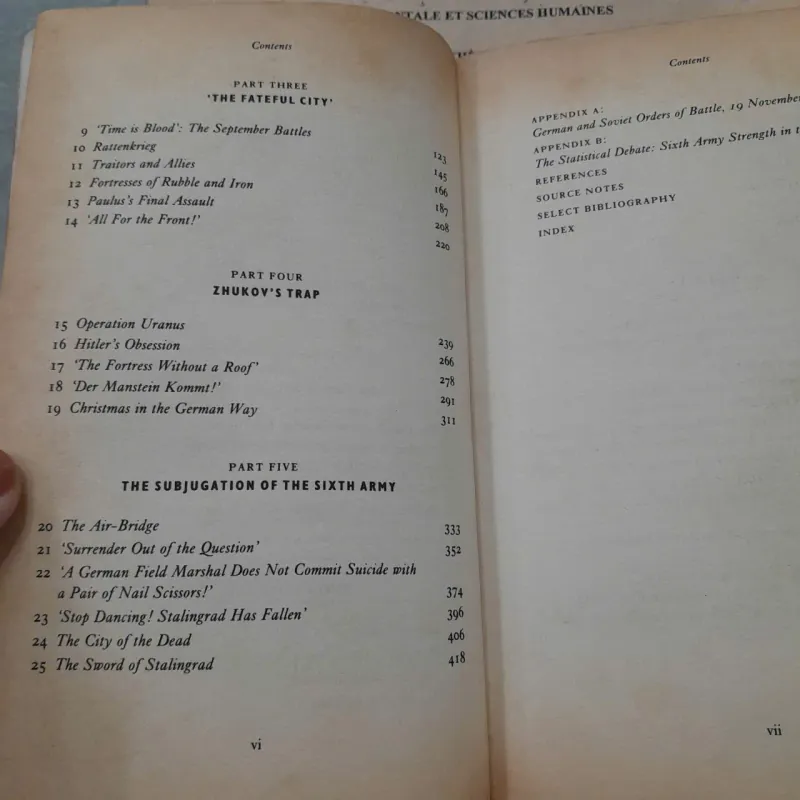 NTALE ET SCIENCES HUMAINES
Contents
PART THREE
'THE FATEFUL CITY'
9 'Time is Blood': The September Battles 123
10 Rattenkrieg 145
11 Traitors and Allies 166
12 Fortresses of Rubble and Iron 187
13 Paulus's Final Assault 208
14 'All For the Front!' 220
PART FOUR
ZHUKOV'S TRAP
15 Operation Uranus 239
16 Hitler's Obsession 266
17 'The Fortress Without a Roof' 278
18 'Der Manstein Kommt!' 291
19 Christmas in the German Way 311
PART FIVE
THE SUBJUGATION OF THE SIXTH ARMY
20 The Air-Bridge 333
21 'Surrender Out of the Question' 352
22 'A German Field Marshal Does Not Commit Suicide with
a Pair of Nail Scissors!' 374
23 'Stop Dancing! Stalingrad Has Fallen' 396
24 The City of the Dead 406
25 The Sword of Stalingrad 418
vi
Contents
APPENDIX A:
German and Soviet Orders of Battle, 19 November
APPENDIX B:
The Statistical Debate: Sixth Army Strength in
REFERENCES
SOURCE NOTES
SELECT BIBLIOGRAPHY
INDEX
vii